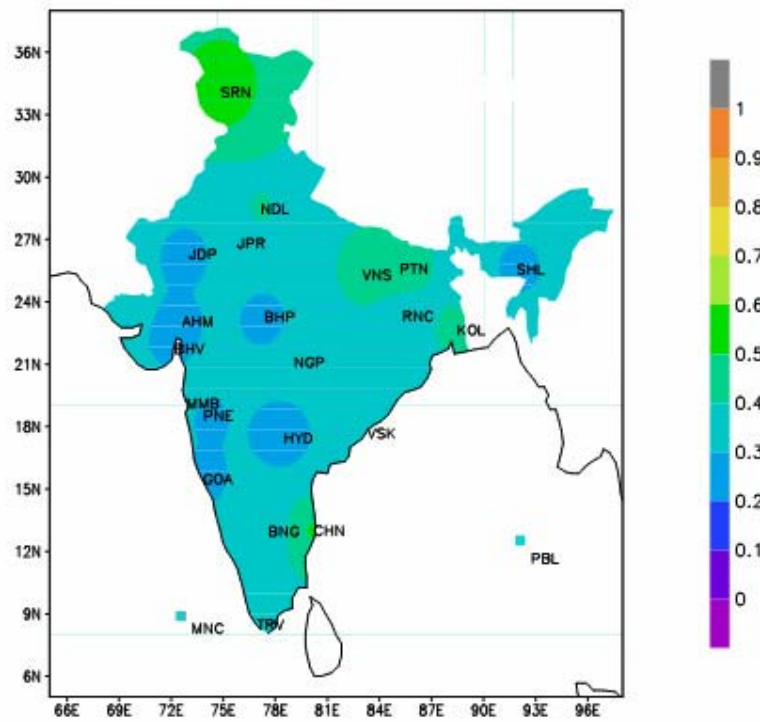 36N
SRN
33N
30N
NDL
27N
JDP JPR
VNS PTN SHL
24N
AHM BHP RNC KOL
BHV NGP
21N
MMB
PNE
18N
HYD VSK
GOA
15N
BNG CHN
12N
PBL
9N
MNC TRV
6N
66E 69E 72E 75E 78E 81E 84E 87E 90E 93E 96E
1
0.9
0.8
0.7
0.6
0.5
0.4
0.3
0.2
0.1
0